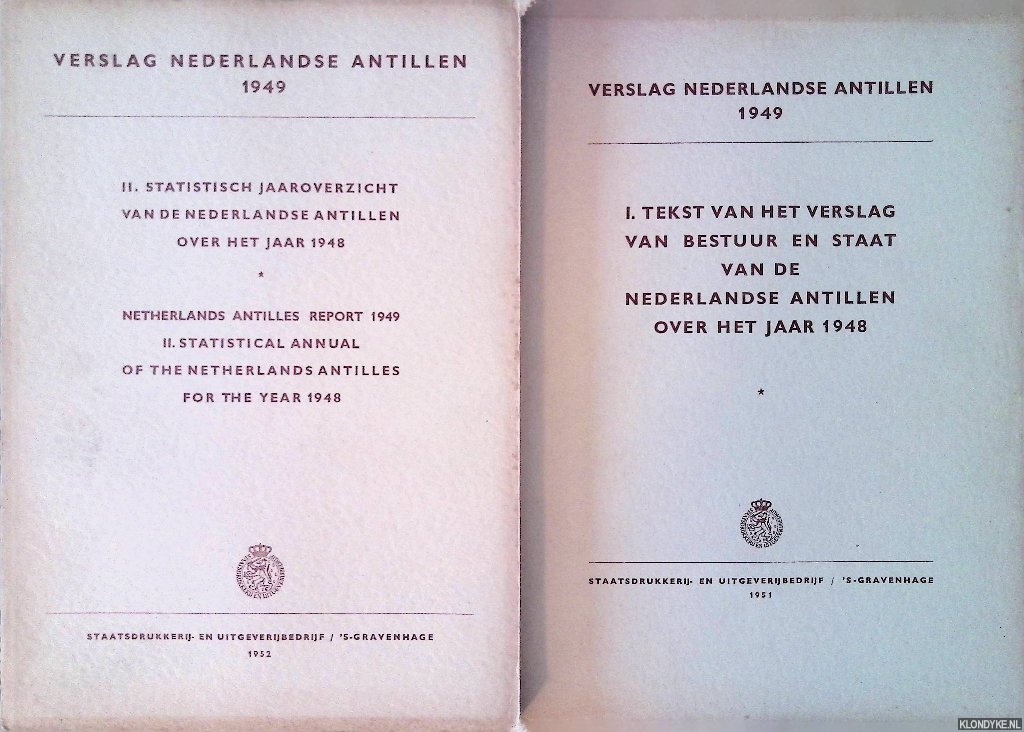 VERSLAG NEDERLANDSE ANTILLEN
1949
II. STATISTISCH JAAROVERZICHT
VAN DE NEDERLANDSE ANTILLEN
OVER HET JAAR 1948
*
NETHERLANDS ANTILLES REPORT 1949
II. STATISTICAL ANNUAL
OF THE NETHERLANDS ANTILLES
FOR THE YEAR 1948
STAATSDRUKKERIJ- EN UITGEVERIJBEDRIJF / 'S-GRAVENHAGE
1952
VERSLAG NEDERLANDSE ANTILLEN
1949
I. TEKST VAN HET VERSLAG
VAN BESTUUR EN STAAT
VAN DE
NEDERLANDSE ANTILLEN
OVER HET JAAR 1948
*
STAATSDRUKKERIJ- EN UITGEVERIJBEDRIJF / 'S-GRAVENHAGE
1951
KLONDYKE.NL